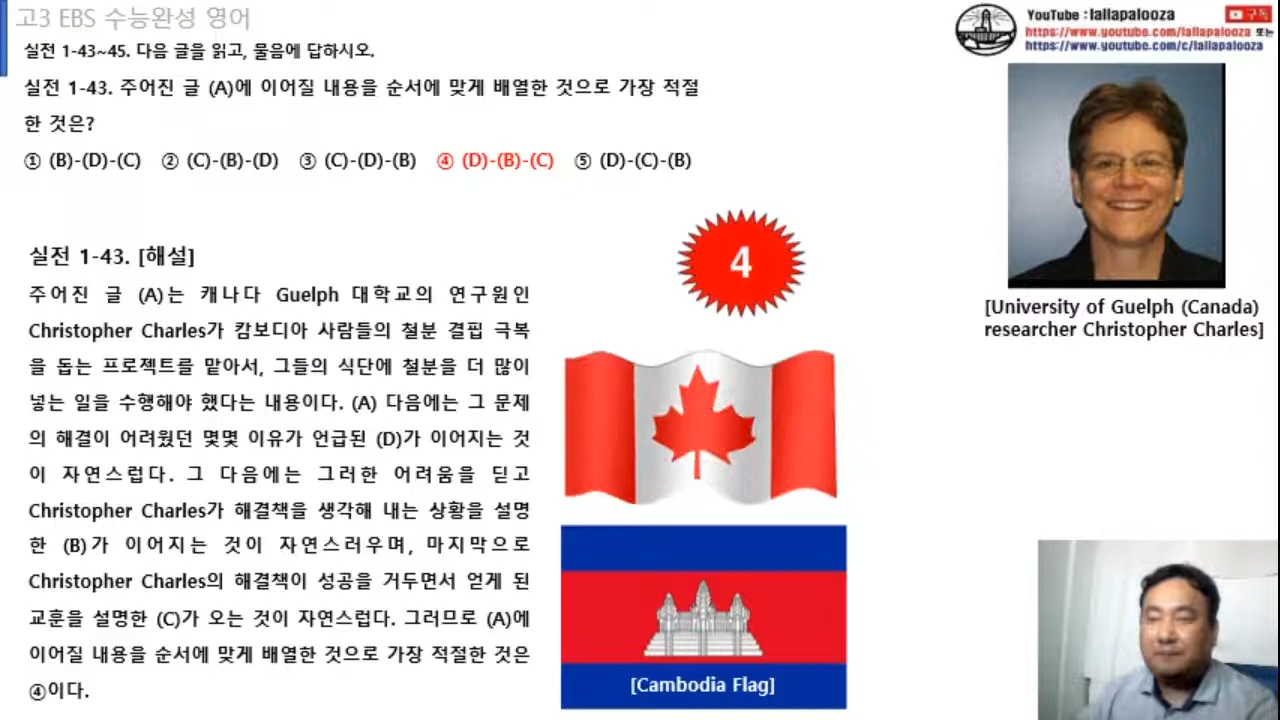 고3 EBS 수능완성 영어
실전 1-43~45. 다음 글을 읽고, 물음에 답하시오.
실전 1-43. 주어진 글 (A)에 이어질 내용을 순서에 맞게 배열한 것으로 가장 적절
한 것은?
① (B)-(D)-(C) ② (C)-(B)-(D) ③ (C)-(D)-(B) ④ (D)-(B)-(C) ⑤ (D)-(C)-(B)
YouTube : lallapalooza
구독
https://www.youtube.com/lallapalooza 또는
https://www.youtube.com/c/lallapalooza
[University of Guelph (Canada)
researcher Christopher Charles]
4
실전 1-43. [해설]
주어진 글 (A)는 캐나다 Guelph 대학교의 연구원인
Christopher Charles가 캄보디아 사람들의 철분 결핍 극복
을 돕는 프로젝트를 맡아서, 그들의 식단에 철분을 더 많이
넣는 일을 수행해야 했다는 내용이다. (A) 다음에는 그 문제
의 해결이 어려웠던 몇몇 이유가 언급된 (D)가 이어지는 것
이 자연스럽다. 그 다음에는 그러한 어려움을 딛고
Christopher Charles가 해결책을 생각해 내는 상황을 설명
한 (B)가 이어지는 것이 자연스러우며, 마지막으로
Christopher Charles의 해결책이 성공을 거두면서 얻게 된
교훈을 설명한 (C)가 오는 것이 자연스럽다. 그러므로 (A)에
이어질 내용을 순서에 맞게 배열한 것으로 가장 적절한 것은
④이다.
[Cambodia Flag]